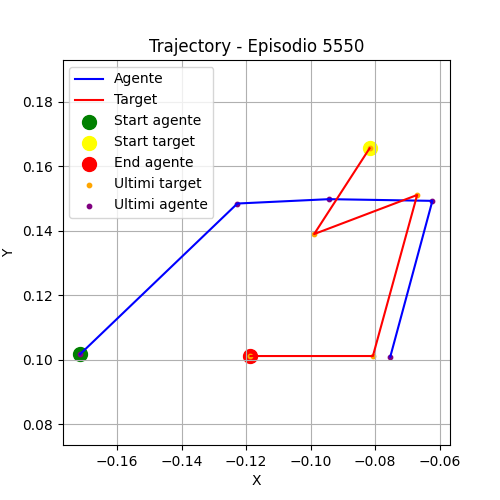 Trajectory - Episodio 5550
Agente
Target
Start agente
Start target
End agente
Ultimi target
Ultimi agente
0.18
0.16
0.14
0.12
0.10
0.08
Y
−0.16
−0.14
−0.12
−0.10
−0.08
−0.06
X